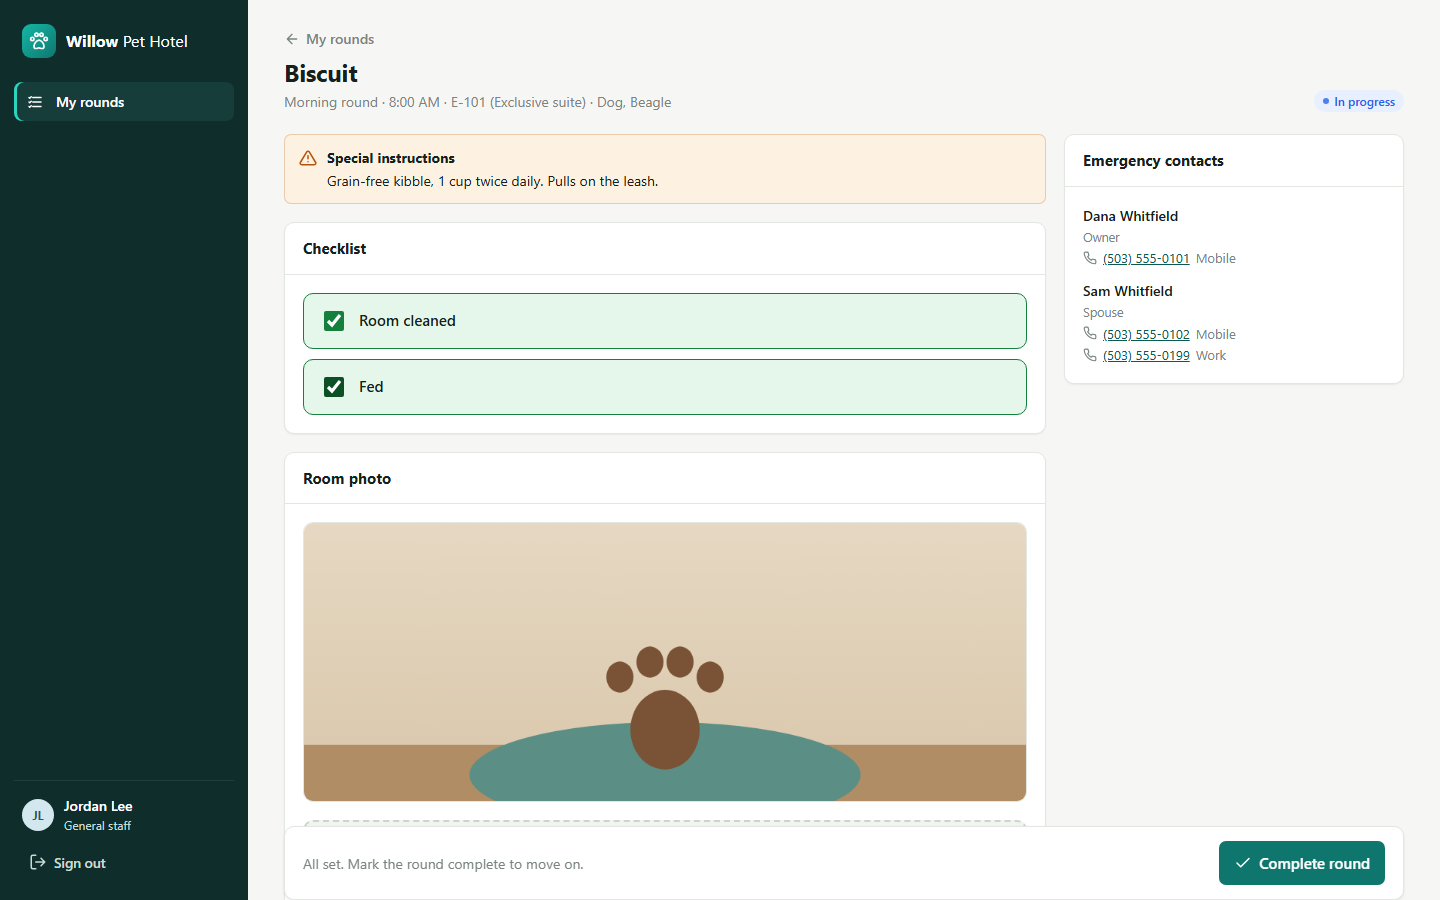 Willow Pet Hotel
My rounds
Jordan Lee
JL
General staff
Sign out
My rounds
Biscuit
Morning round · 8:00 AM · E-101 (Exclusive suite) · Dog, Beagle
In progress
Special instructions
Grain-free kibble, 1 cup twice daily. Pulls on the leash.
Checklist
Room cleaned
Fed
Room photo
All set. Mark the round complete to move on.
Complete round
Emergency contacts
Dana Whitfield
Owner
(503) 555-0101 Mobile
Sam Whitfield
Spouse
(503) 555-0102 Mobile
(503) 555-0199 Work